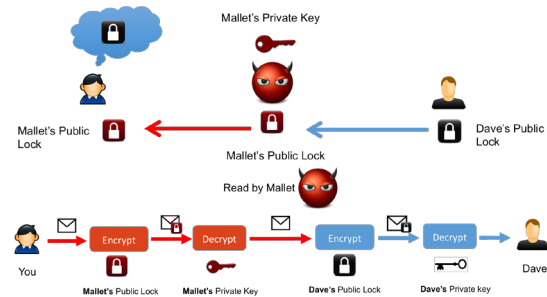 Mallet's Private Key
Mallet's Public
Lock
Dave's Public
Lock
Mallet's Public Lock
Read by Mallet
Encrypt
Decrypt
Encrypt
Decrypt
You
Dave
Mallet's Public Lock
Mallet's Private Key
Dave's Public Lock
Dave's Private key